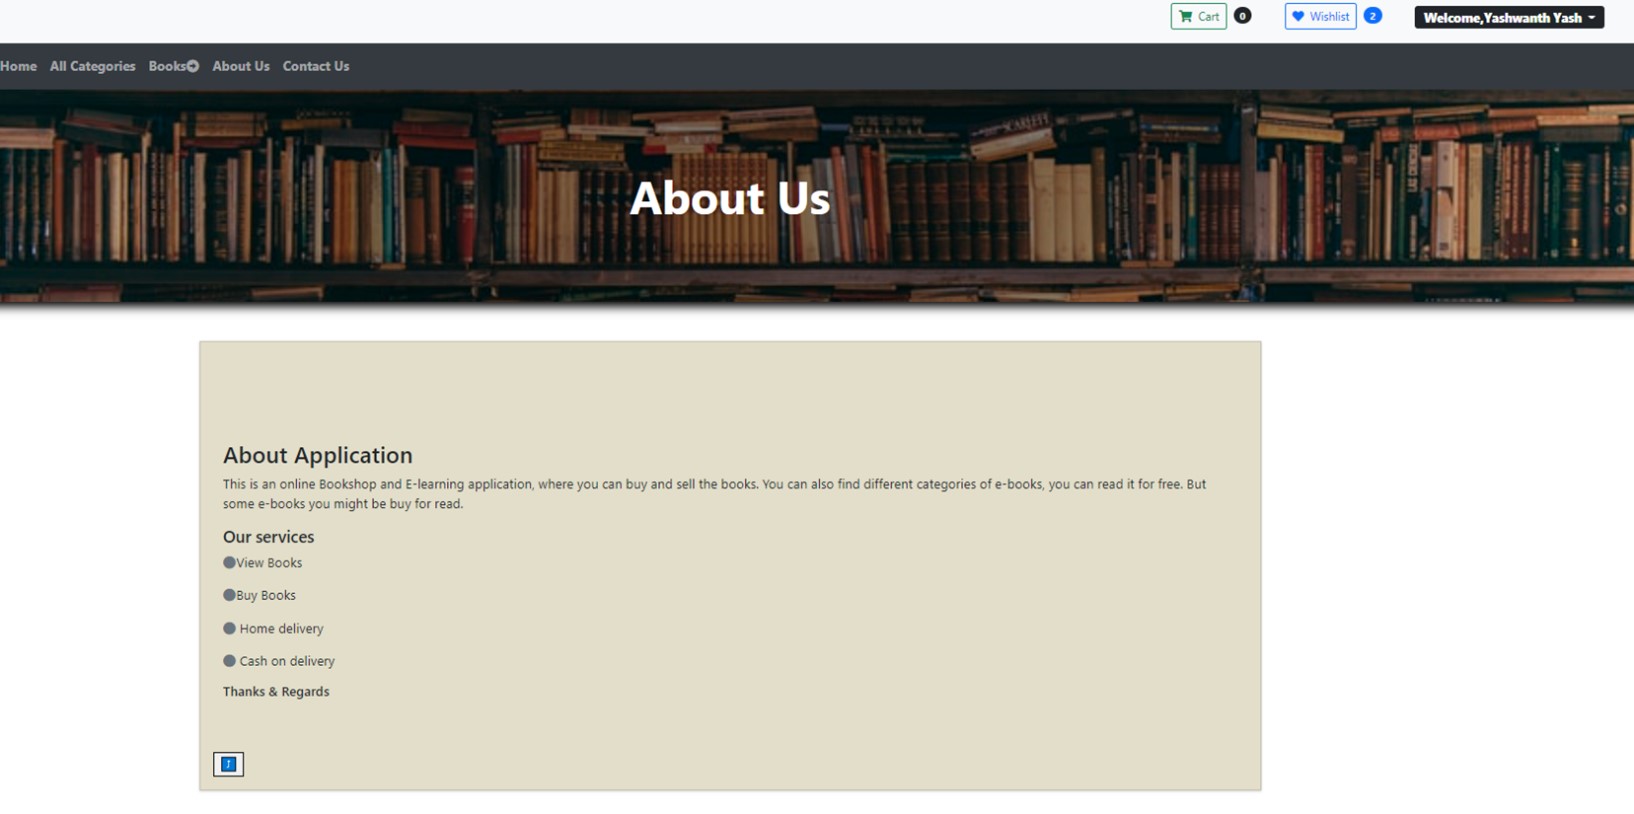 Cart 0 Wishlist 2 Welcome,Yashwanth Yash
Home All Categories Books About Us Contact Us
SCARLETT
About Us
About Application
This is an online Bookshop and E-learning application, where you can buy and sell the books. You can also find different categories of e-books, you can read it for free. But
some e-books you might be buy for read.
Our services
View Books
Buy Books
Home delivery
Cash on delivery
Thanks & Regards